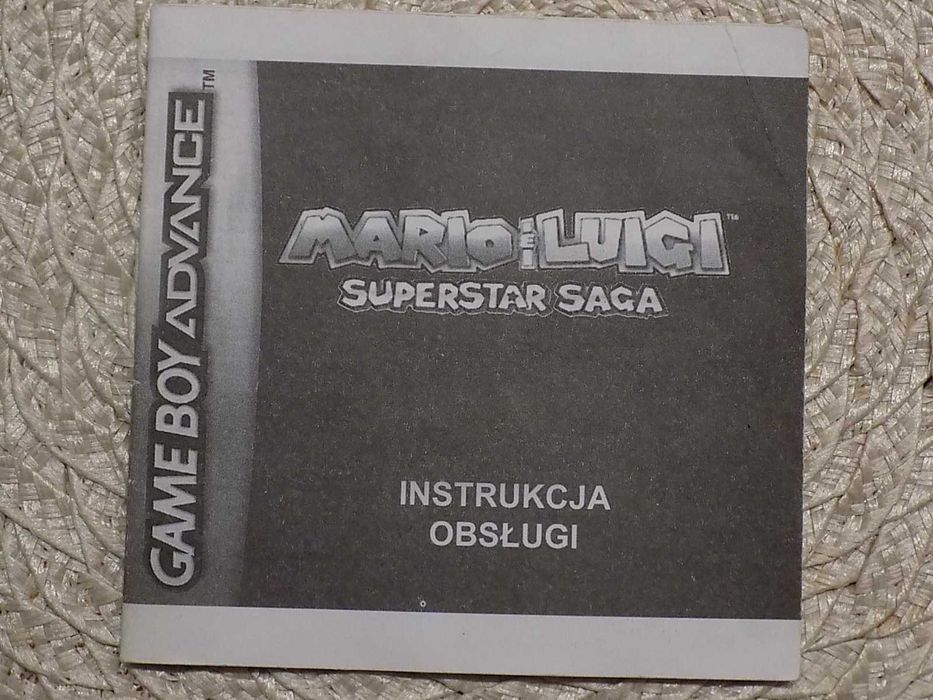 GAME BOY ADVANCE™
MARIO E LUIGI™
SUPERSTAR SAGA
INSTRUKCJA
OBSŁUGI